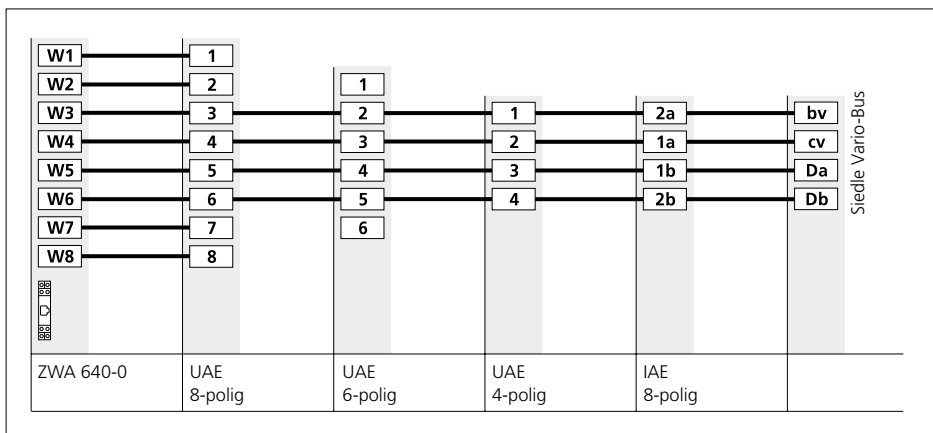 W1 1
W2 2 1
W3 3 2 1 2a bv
W4 4 3 2 1a cv
W5 5 4 3 1b Da
W6 6 5 4 2b Db
W7 7 6
W8 8
Siedle Vario-Bus
ZWA 640-0 UAE UAE UAE IAE
8-polig 6-polig 4-polig 8-polig